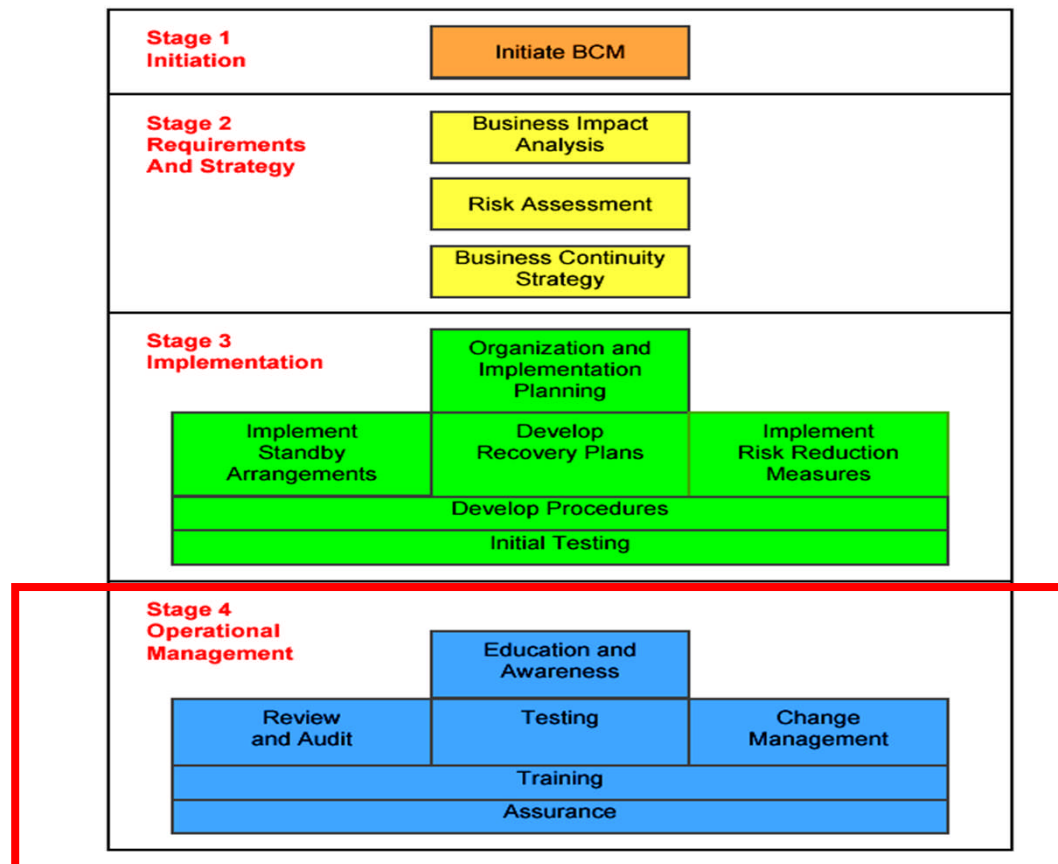 Stage 1
Initiation
Initiate BCM
Stage 2
Requirements
And Strategy
Business Impact
Analysis
Risk Assessment
Business Continuity
Strategy
Stage 3
Implementation
Organization and
Implementation
Planning
Implement
Standby
Arrangements
Develop
Recovery Plans
Implement
Risk Reduction
Measures
Develop Procedures
Initial Testing
Stage 4
Operational
Management
Education and
Awareness
Review
and Audit
Testing
Change
Management
Training
Assurance